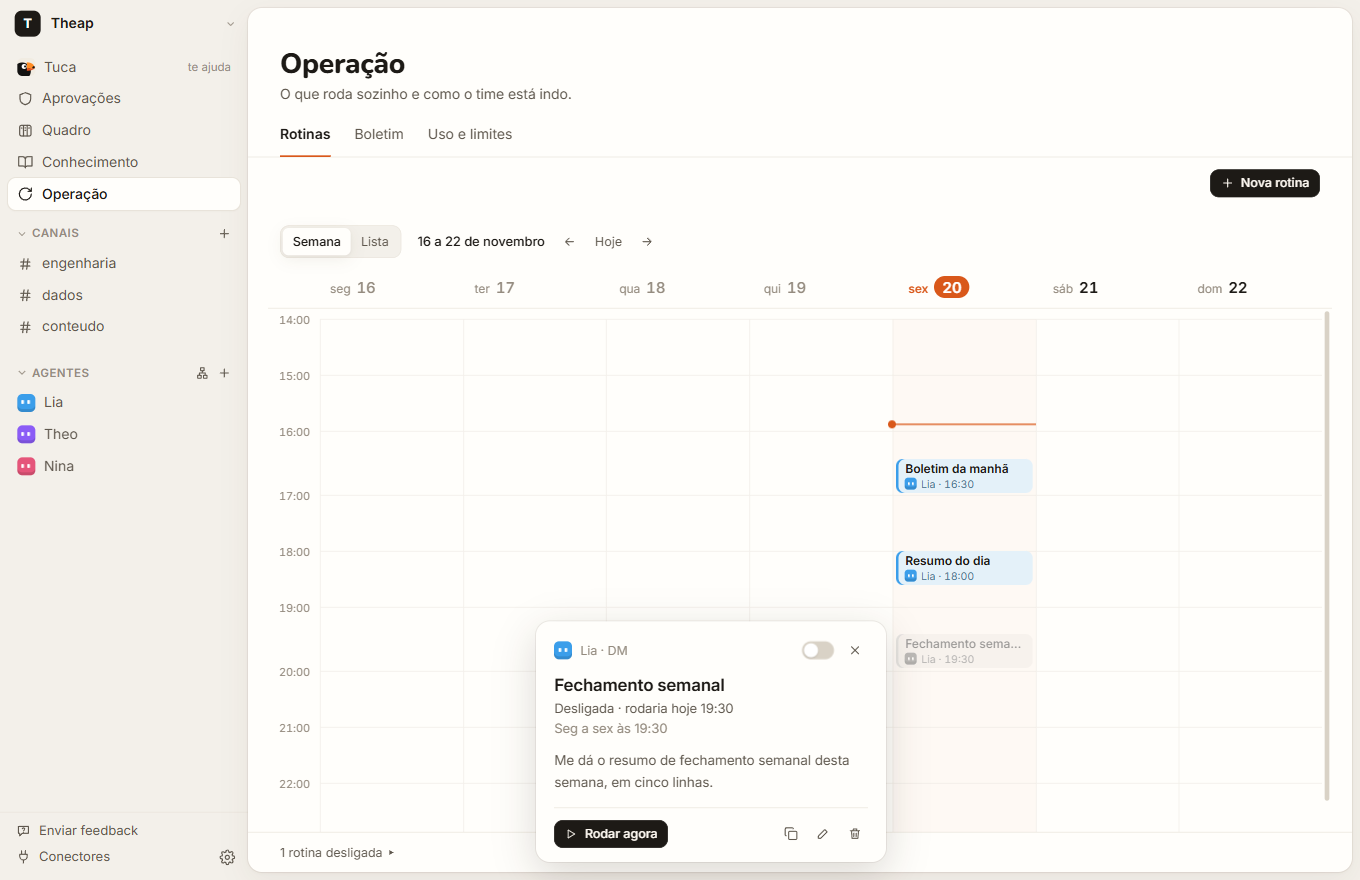 T Theap
Tuca te ajuda
Aprovações
Quadro
Conhecimento
Operação
CANAIS
# engenharia
# dados
# conteudo
AGENTES
Lia
Theo
Nina
Enviar feedback
Conectores
Operação
O que roda sozinho e como o time está indo.
Rotinas Boletim Uso e limites
+ Nova rotina
Semana Lista 16 a 22 de novembro ← Hoje →
seg 16 ter 17 qua 18 qui 19 sex 20 sáb 21 dom 22
14:00
15:00
16:00
Boletim da manhã
Lia · 16:30
17:00
18:00
Resumo do dia
Lia · 18:00
19:00
Fechamento sema...
Lia · 19:30
20:00
21:00
22:00
Lia · DM
Fechamento semanal
Desligada · rodaria hoje 19:30
Seg a sex às 19:30
Me dá o resumo de fechamento semanal desta
semana, em cinco linhas.
Rodar agora
1 rotina desligada ▸